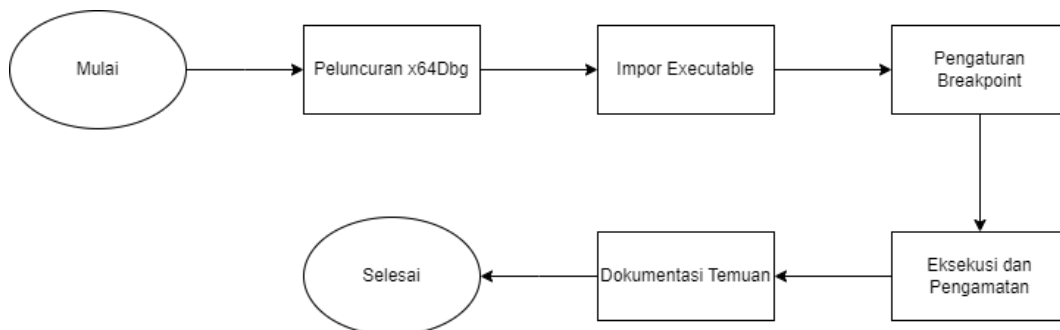 Mulai
Peluncuran x64Dbg
Impor Executable
Pengaturan
Breakpoint
Eksekusi dan
Pengamatan
Dokumentasi Temuan
Selesai